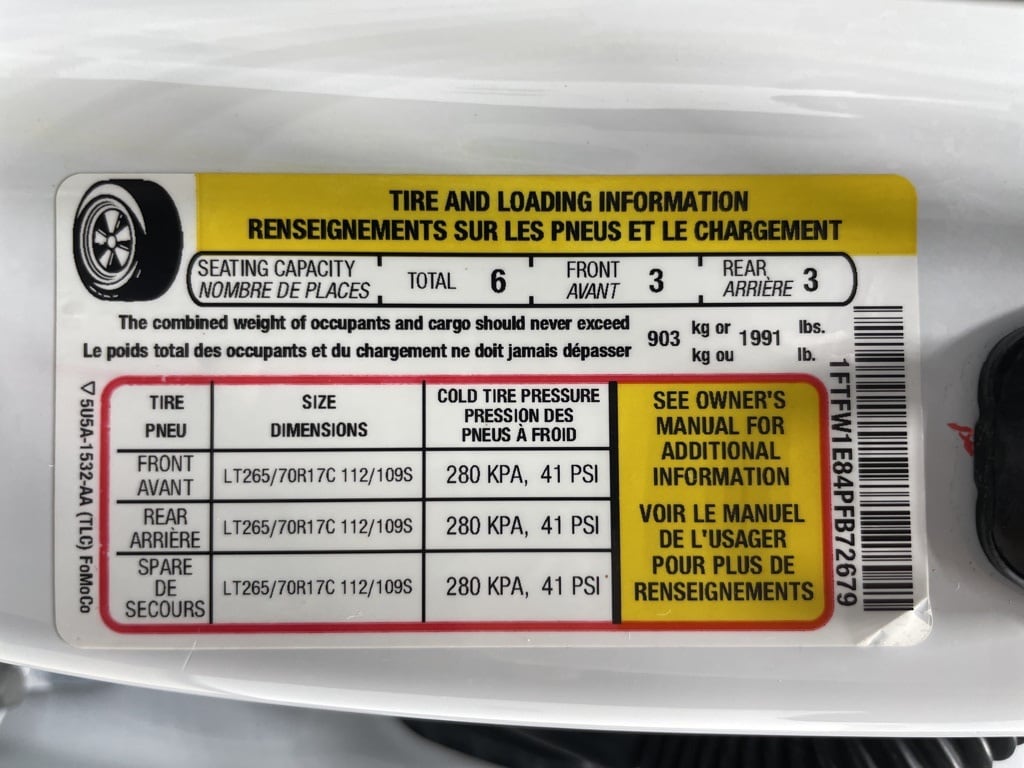 TIRE AND LOADING INFORMATION
RENSEIGNEMENTS SUR LES PNEUS ET LE CHARGEMENT
SEATING CAPACITY
NOMBRE DE PLACES
TOTAL 6
FRONT
AVANT
3
REAR
ARRIÈRE
3
The combined weight of occupants and cargo should never exceed
Le poids total des occupants et du chargement ne doit jamais dépasser
903
kg or
kg ou
1991
lbs.
lb.
TIRE
PNEU
SIZE
DIMENSIONS
COLD TIRE PRESSURE
PRESSION DES
PNEUS À FROID
FRONT
AVANT
LT265/70R17C 112/109S
280 KPA, 41 PSI
REAR
ARRIÈRE
LT265/70R17C 112/109S
280 KPA, 41 PSI
SPARE
DE
SECOURS
LT265/70R17C 112/109S
280 KPA, 41 PSI
SEE OWNER'S
MANUAL FOR
ADDITIONAL
INFORMATION
VOIR LE MANUEL
DE L'USAGER
POUR PLUS DE
RENSEIGNEMENTS
5U5A-1532-AA (TLC) FoMoCo
1FTFW1E84PFB72679